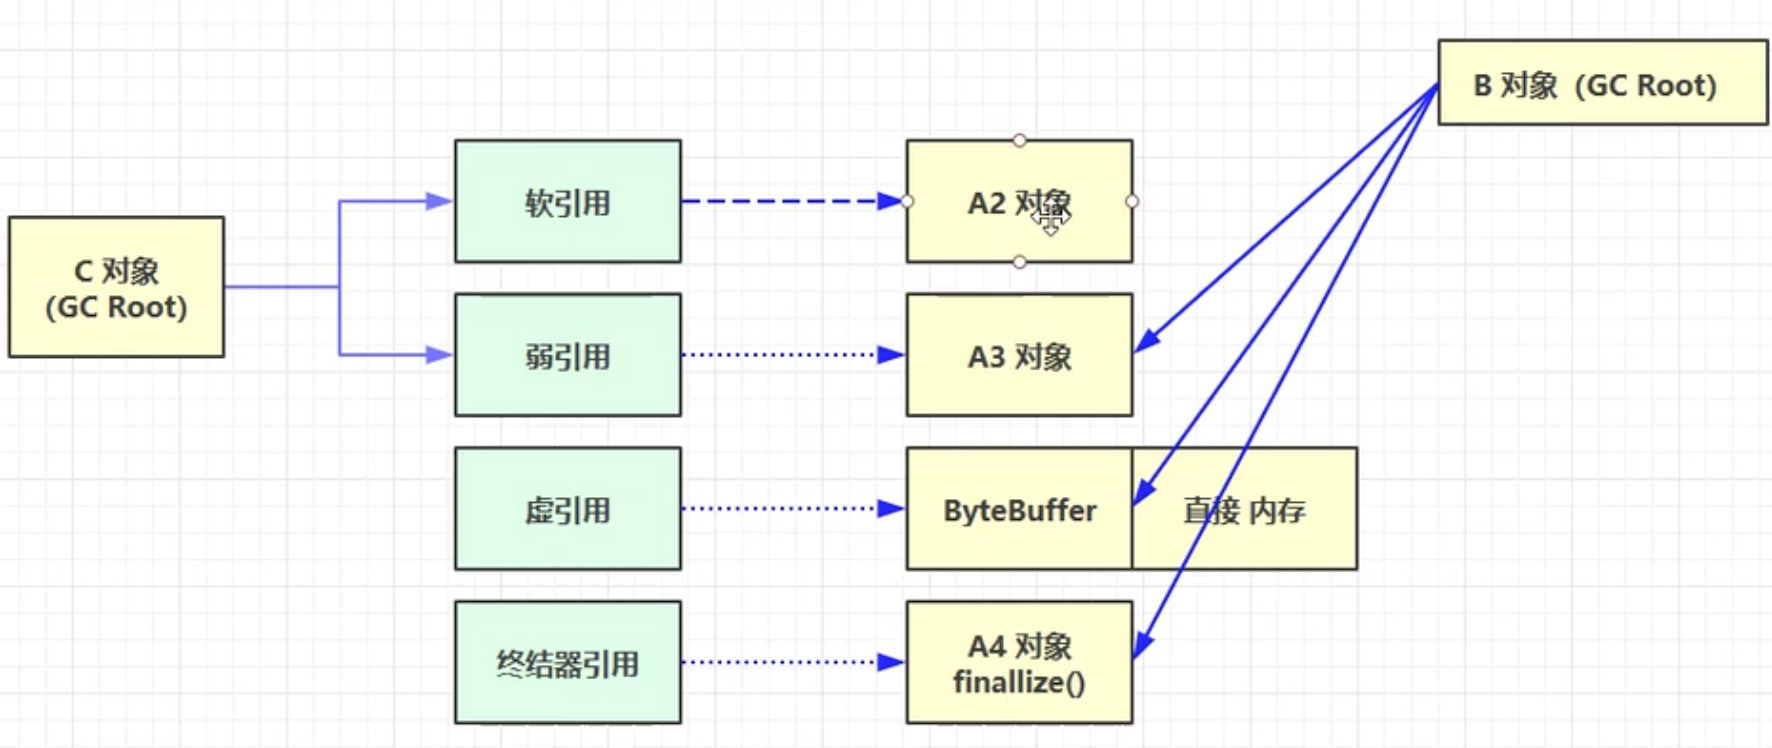 B 对象（GC Root）
软引用
A2 对象
C 对象
(GC Root)
弱引用
A3 对象
虚引用
ByteBuffer
直接 内存
终结器引用
A4 对象
finallize()